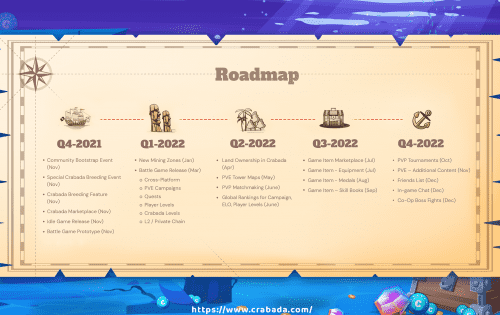 Roadmap
Q4-2021
Community Bootstrap Event
(Nov)
Special Crabada Breeding Event
(Nov)
Crabada Breeding Feature
(Nov)
Crabada Marketplace (Nov)
Idle Game Release (Nov)
Battle Game Prototype (Nov)
Q1-2022
New Mining Zones (Jan)
Battle Game Release (Mar)
Cross-Platform
PVE Campaigns
Quests
Player Levels
Crabada Levels
L2 / Private Chain
Q2-2022
Land Ownership in Crabada
(Apr)
PVE Tower Maps (May)
PVP Matchmaking (June)
Global Rankings for Campaign,
ELO, Player Levels (June)
Q3-2022
Game Item Marketplace (Jul)
Game Item - Equipment (Jul)
Game Item - Medals (Aug)
Game Item - Skill Books (Sep)
Q4-2022
PVP Tournaments (Oct)
PVE - Additional Content (Nov)
Friends List (Dec)
In-game Chat (Dec)
Co-Op Boss Fights (Dec)
https://www.crabada.com/